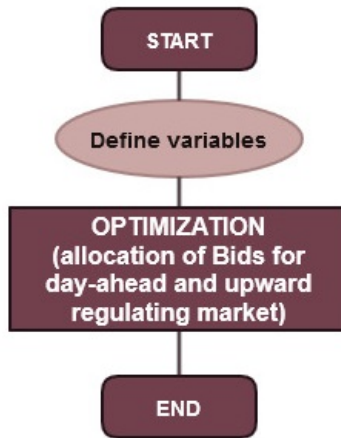 START
Define variables
OPTIMIZATION
(allocation of Bids for
day-ahead and upward
regulating market)
END